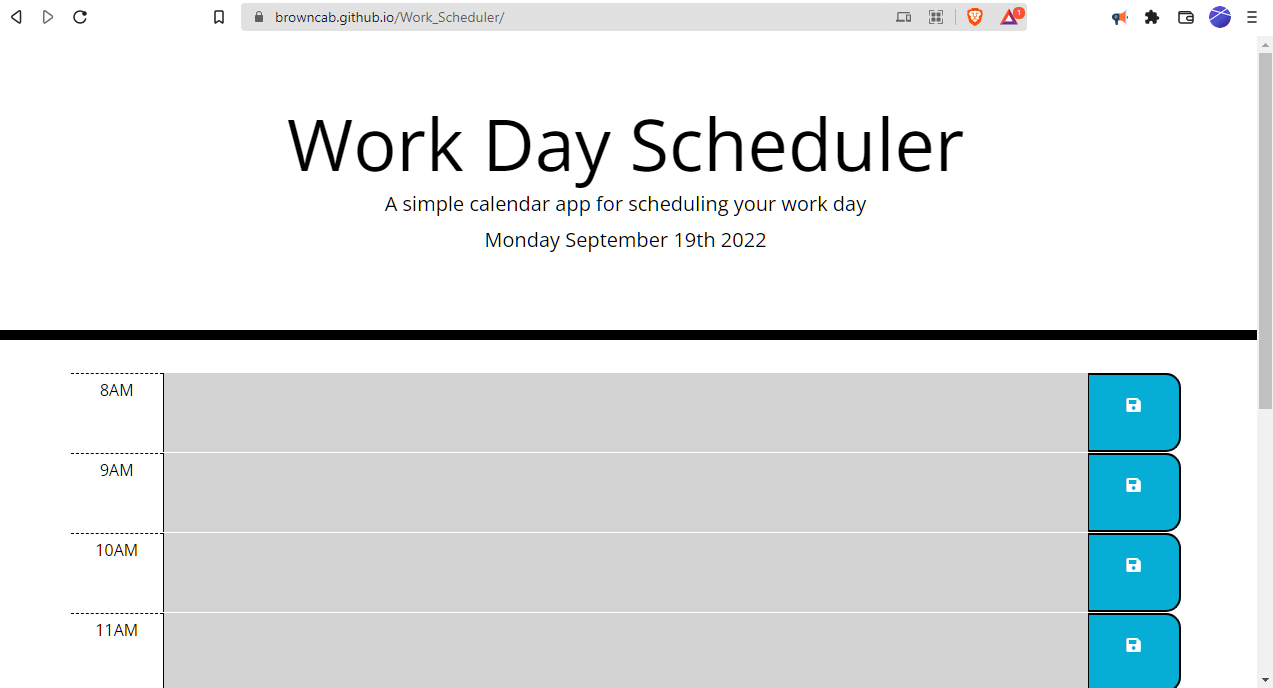 browncab.github.io/Work_Scheduler/
1
Work Day Scheduler
A simple calendar app for scheduling your work day
Monday September 19th 2022
8AM
9AM
10AM
11AM